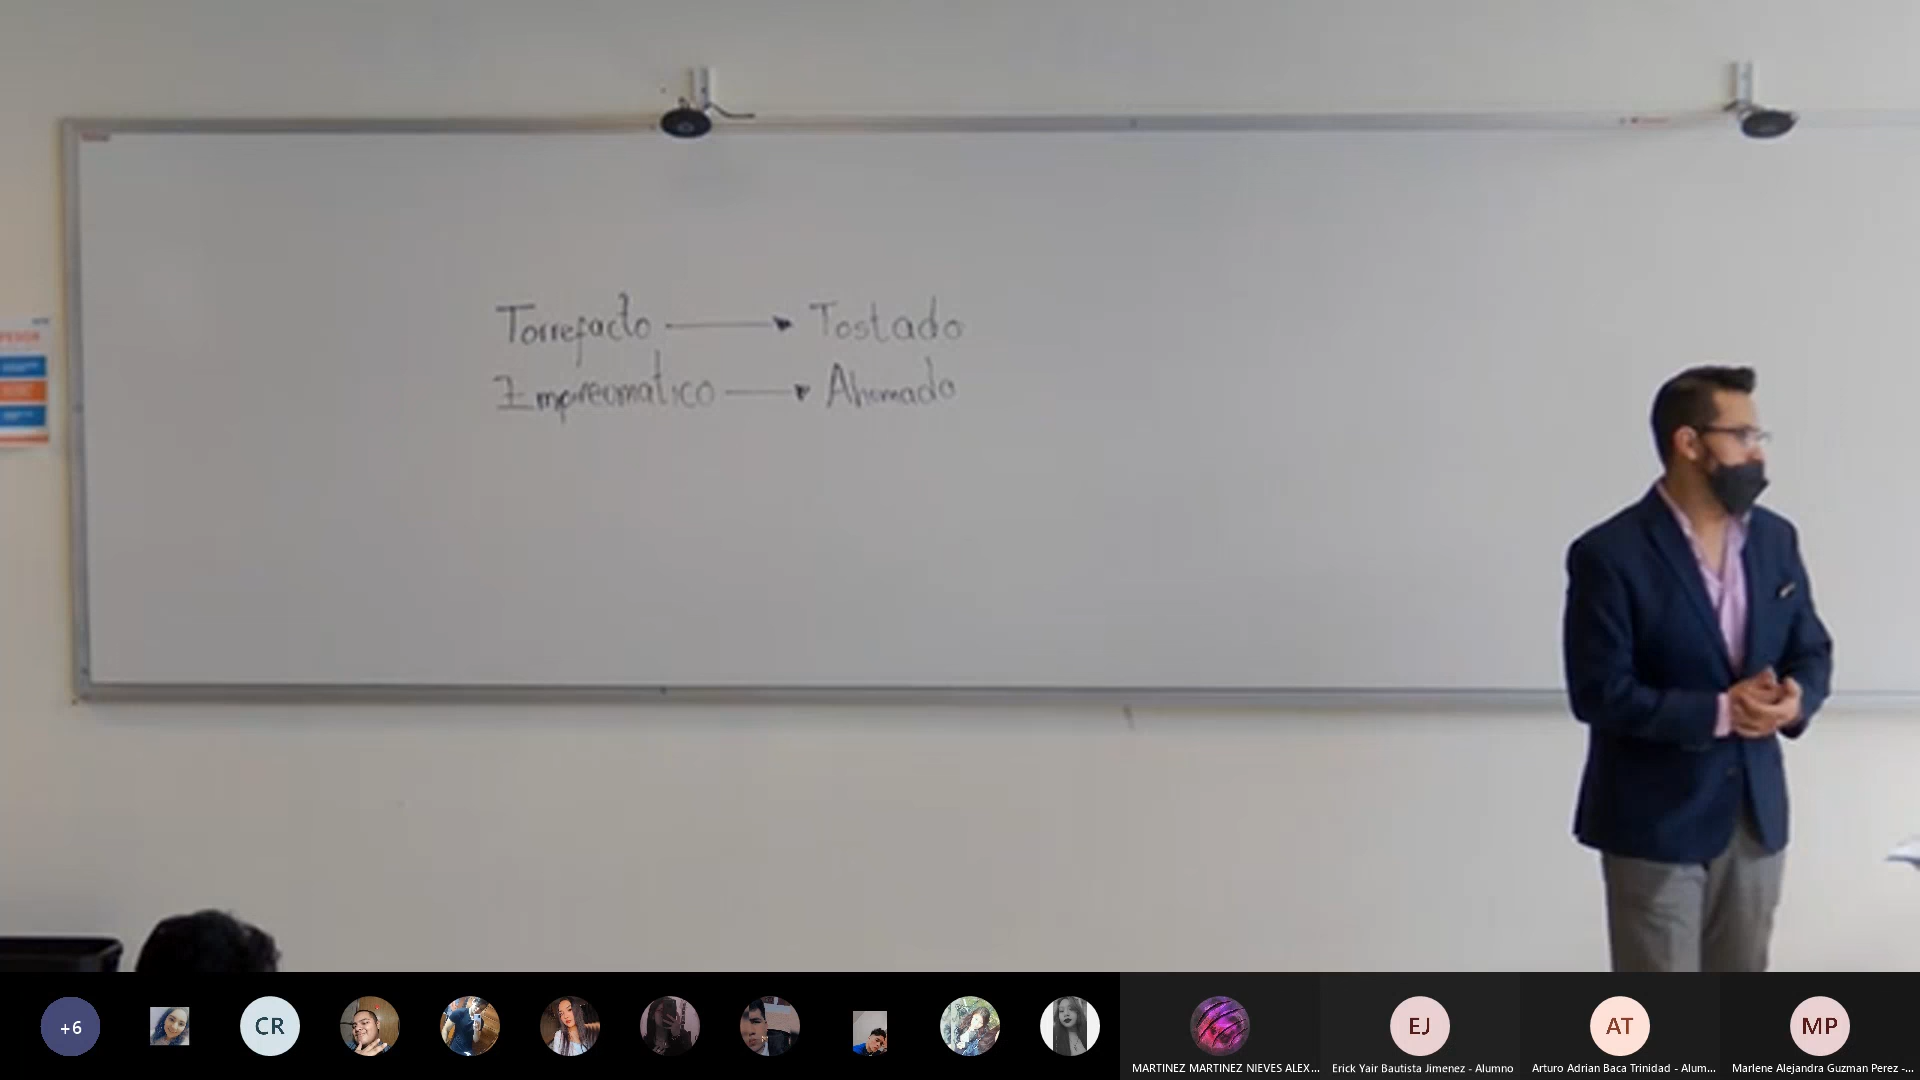 Torrefacto → Tostado
Empireomatico → Ahumado
+6
CR
EJ
AT
MP
MARTINEZ MARTINEZ NIEVES ALEX...
Erick Yair Bautista Jimenez - Alumno
Arturo Adrian Baca Trinidad - Alum...
Marlene Alejandra Guzman Perez -...